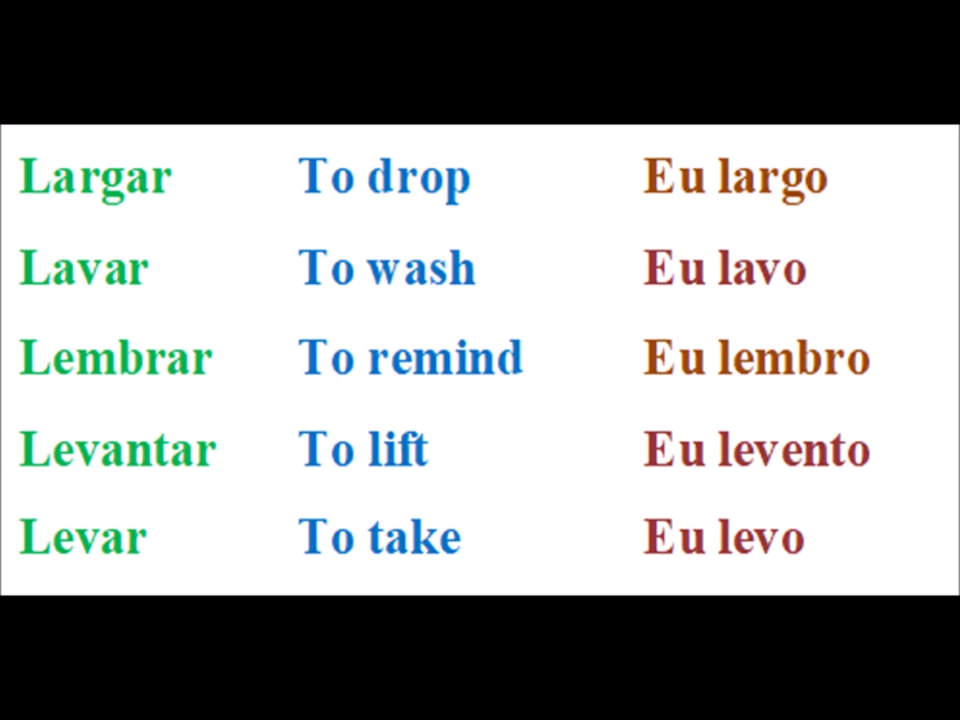 Largar To drop Eu largo
Lavar To wash Eu lavo
Lembrar To remind Eu lembro
Levantar To lift Eu levento
Levar To take Eu levo